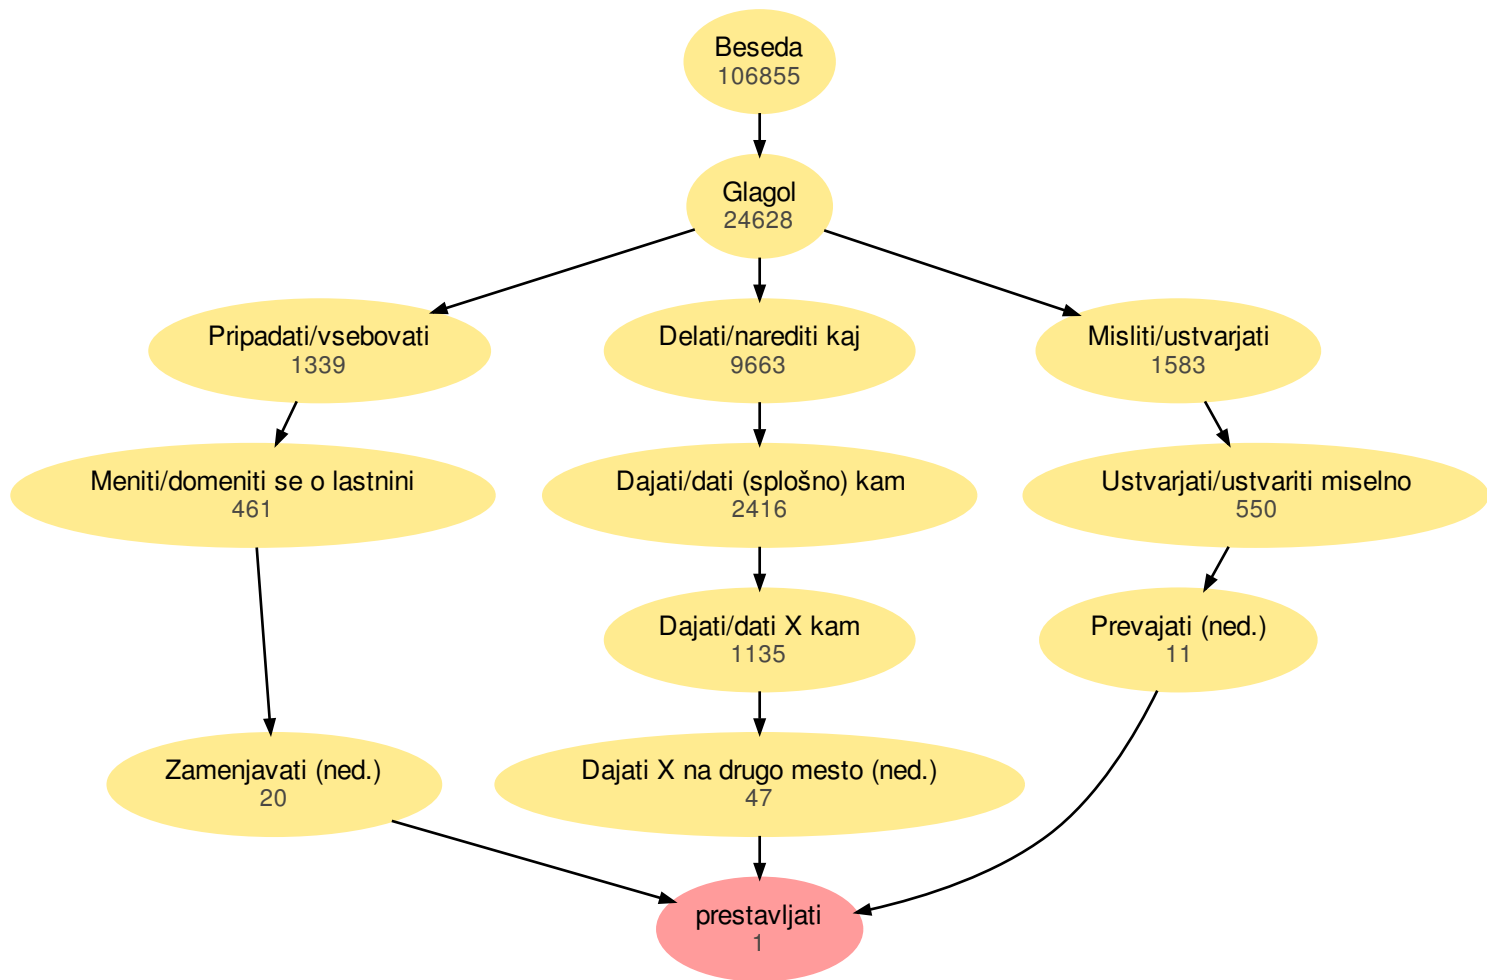 Beseda
106855
Glagol
24628
Pripadati/vsebovati
1339
Delati/narediti kaj
9663
Misliti/ustvarjati
1583
Meniti/domeniti se o lastnini
461
Dajati/dati (splošno) kam
2416
Ustvarjati/ustvariti miselno
550
Dajati/dati X kam
1135
Prevajati (ned.)
11
Zamenjavati (ned.)
20
Dajati X na drugo mesto (ned.)
47
prestavljati
1